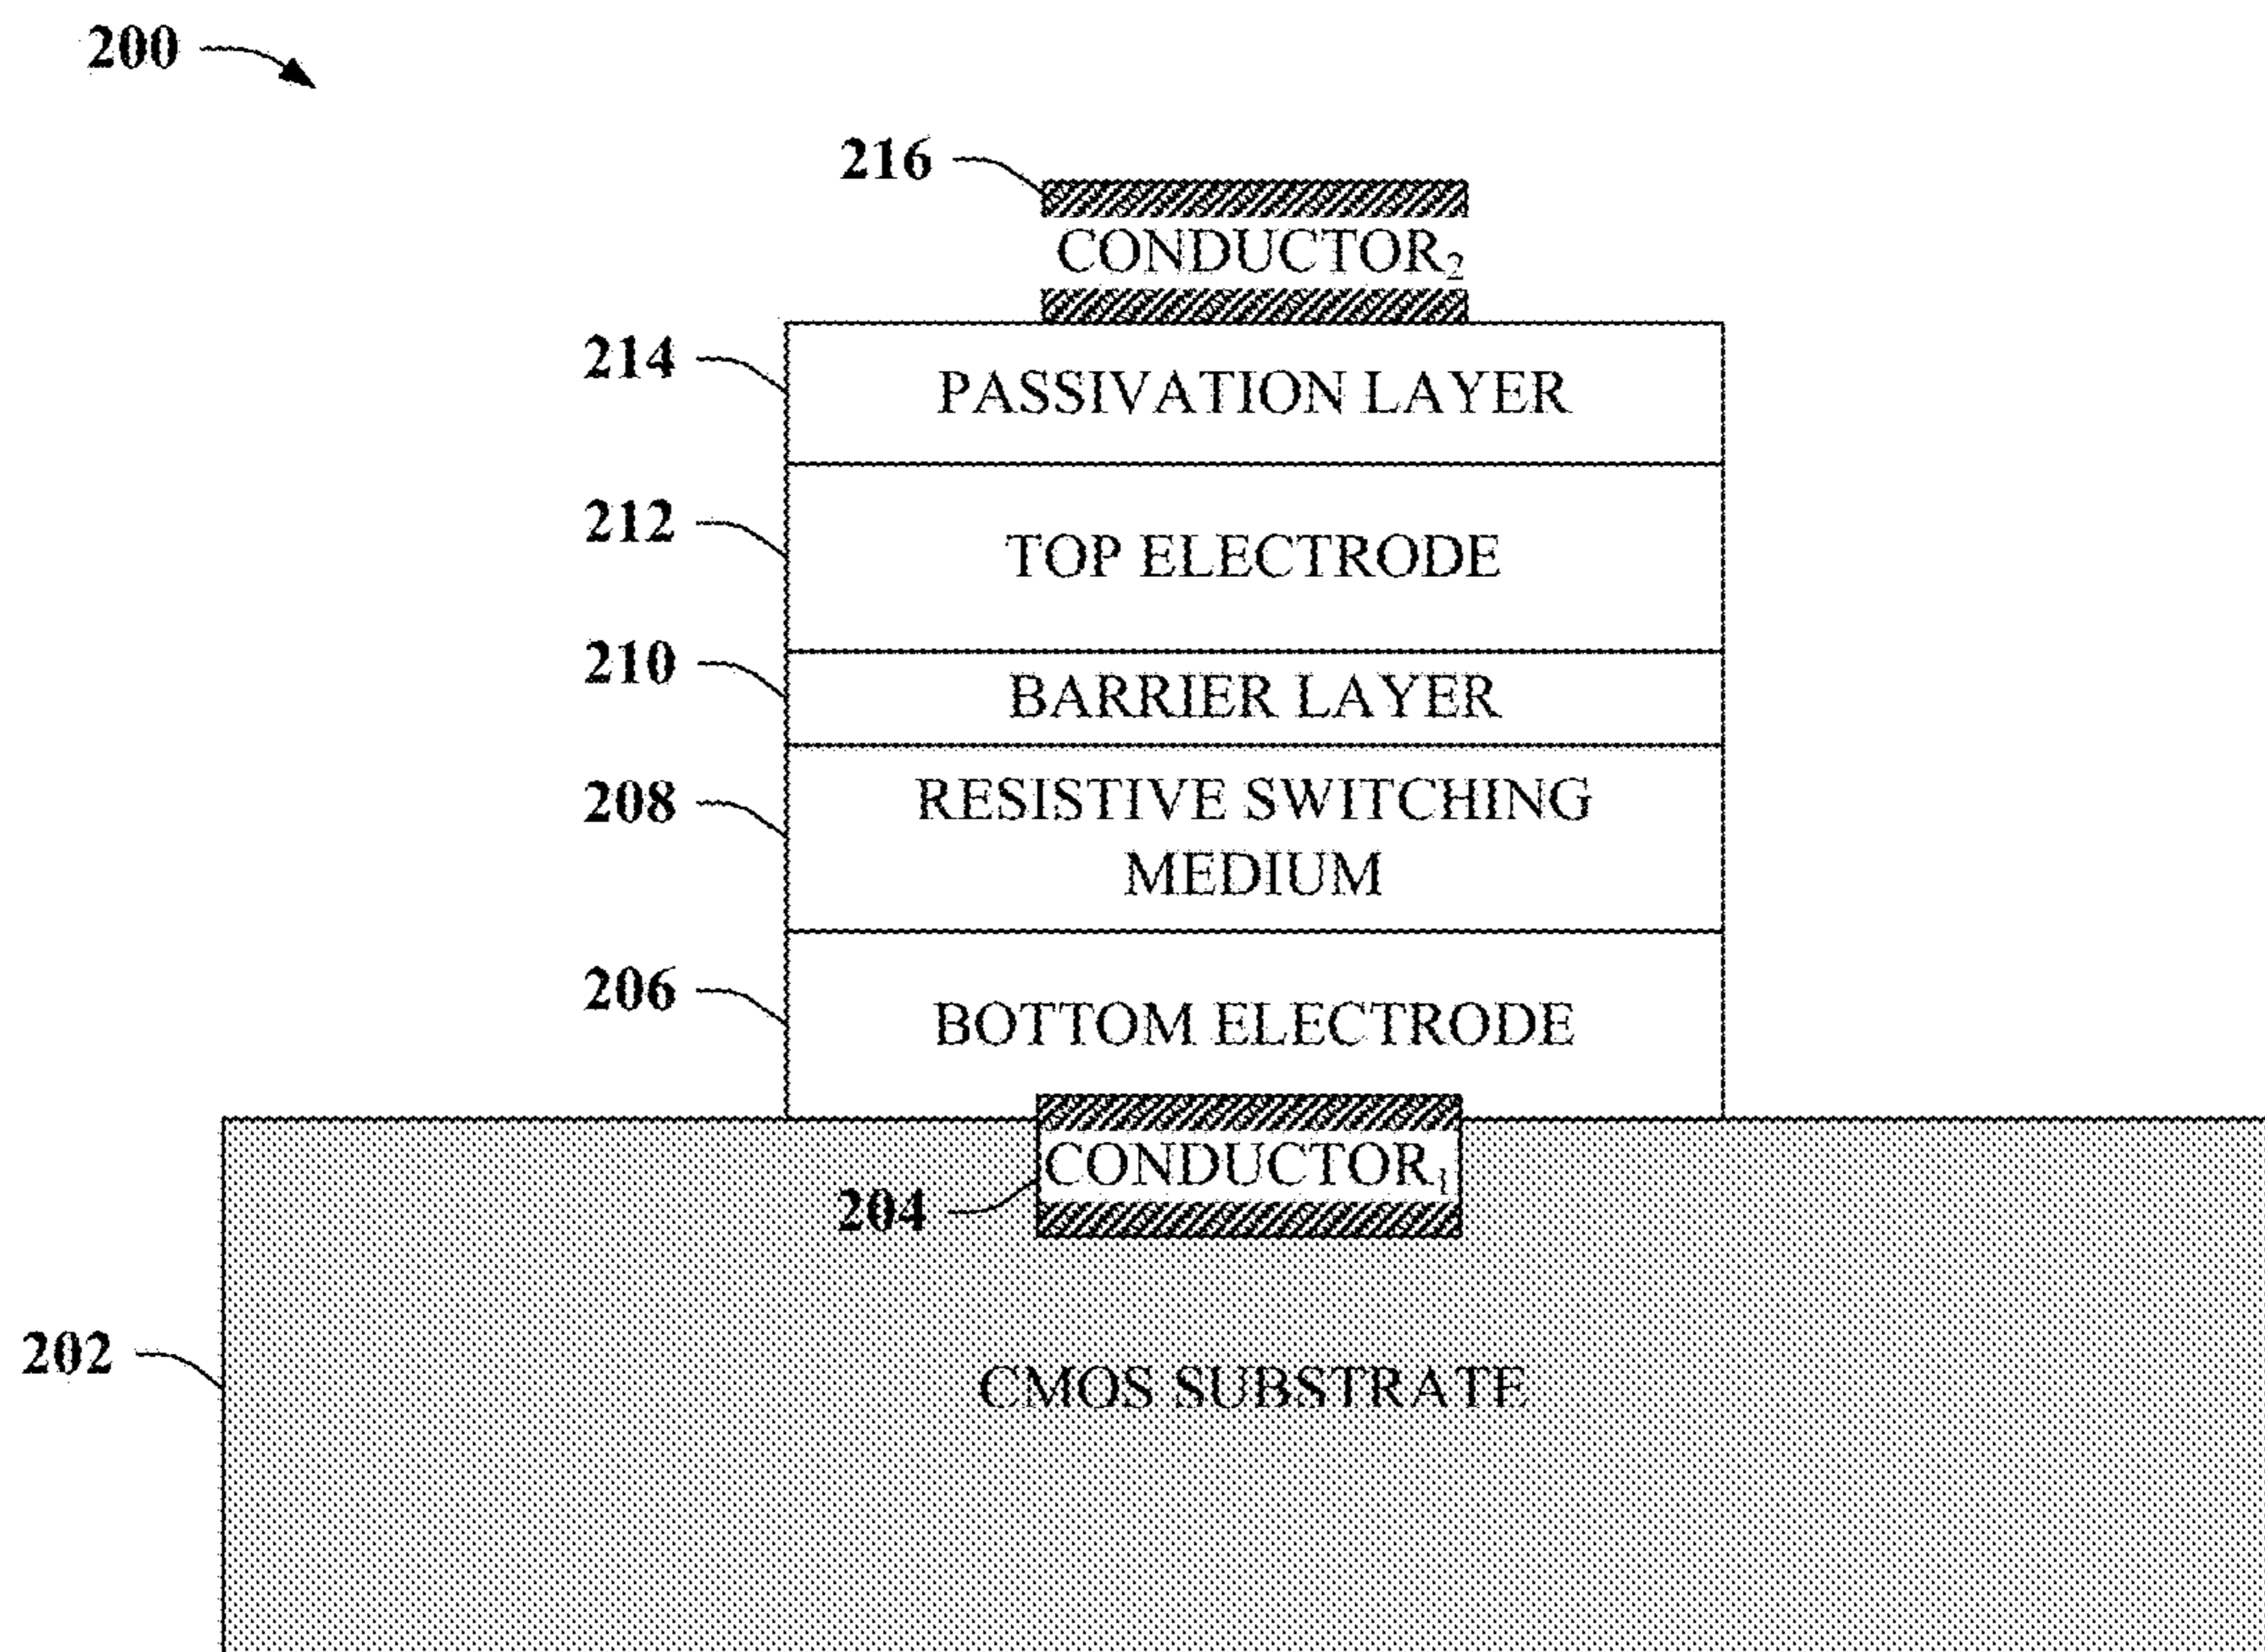 200
216
CONDUCTOR₂
214
PASSIVATION LAYER
212
TOP ELECTRODE
210
BARRIER LAYER
208
RESISTIVE SWITCHING
MEDIUM
206
BOTTOM ELECTRODE
CONDUCTOR₁
204
202
CMOS SUBSTRATE